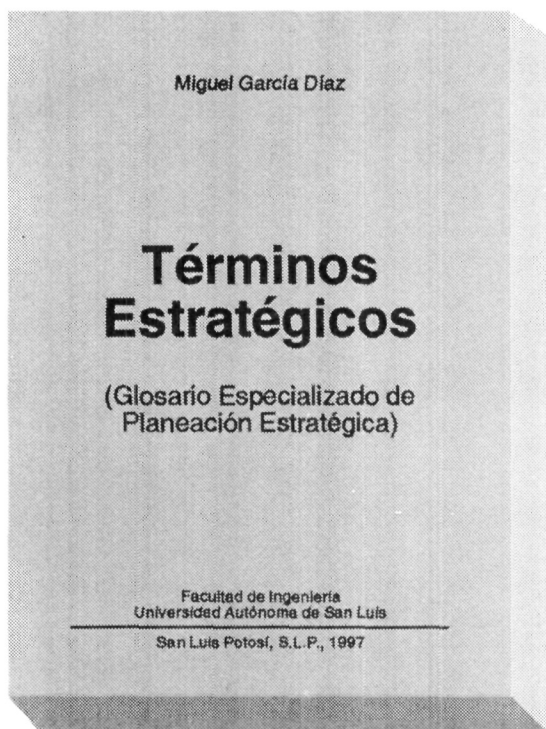 Miguel García Díaz
Términos
Estratégicos
(Glosario Especializado de
Planeación Estratégica)
Facultad de Ingeniería
Universidad Autónoma de San Luis
San Luis Potosí, S.L.P., 1997